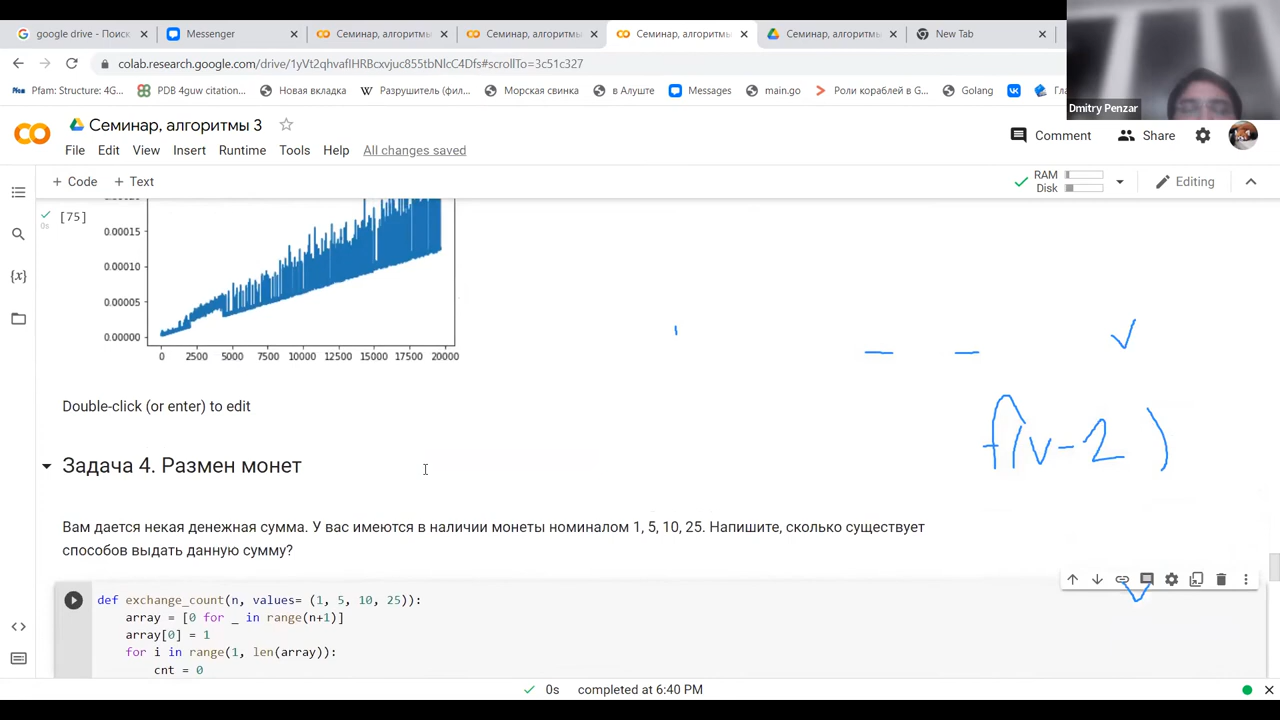 google drive - Поиск
Messenger
Семинар, алгоритмы
Семинар, алгоритмы
Семинар, алгоритмы
Семинар, алгоритмы
New Tab
colab.research.google.com/drive/1yVt2qhvaflHRBcxvjuc855tbNlcC4Dfs#scrollTo=3c51c327
Pfam: Structure: 4G...
PDB 4guw citation...
Новая вкладка
Разрушитель (фил...
Морская свинка
в Алуште
Messages
main.go
Роли кораблей в G...
Golang
Dmitry Penzar
Семинар, алгоритмы 3
Comment
Share
File Edit View Insert Runtime Tools Help All changes saved
+ Code + Text
RAM
Disk
Editing
[75]
0s
0.00015
0.00010
0.00005
0.00000
0 2500 5000 7500 10000 12500 15000 17500 20000
v
f(v-2 )
Double-click (or enter) to edit
Задача 4. Размен монет
Вам дается некая денежная сумма. У вас имеются в наличии монеты номиналом 1, 5, 10, 25. Напишите, сколько существует
способов выдать данную сумму?
def exchange_count(n, values= (1, 5, 10, 25)):
array = [0 for _ in range(n+1)]
array[0] = 1
for i in range(1, len(array)):
cnt = 0
0s completed at 6:40 PM